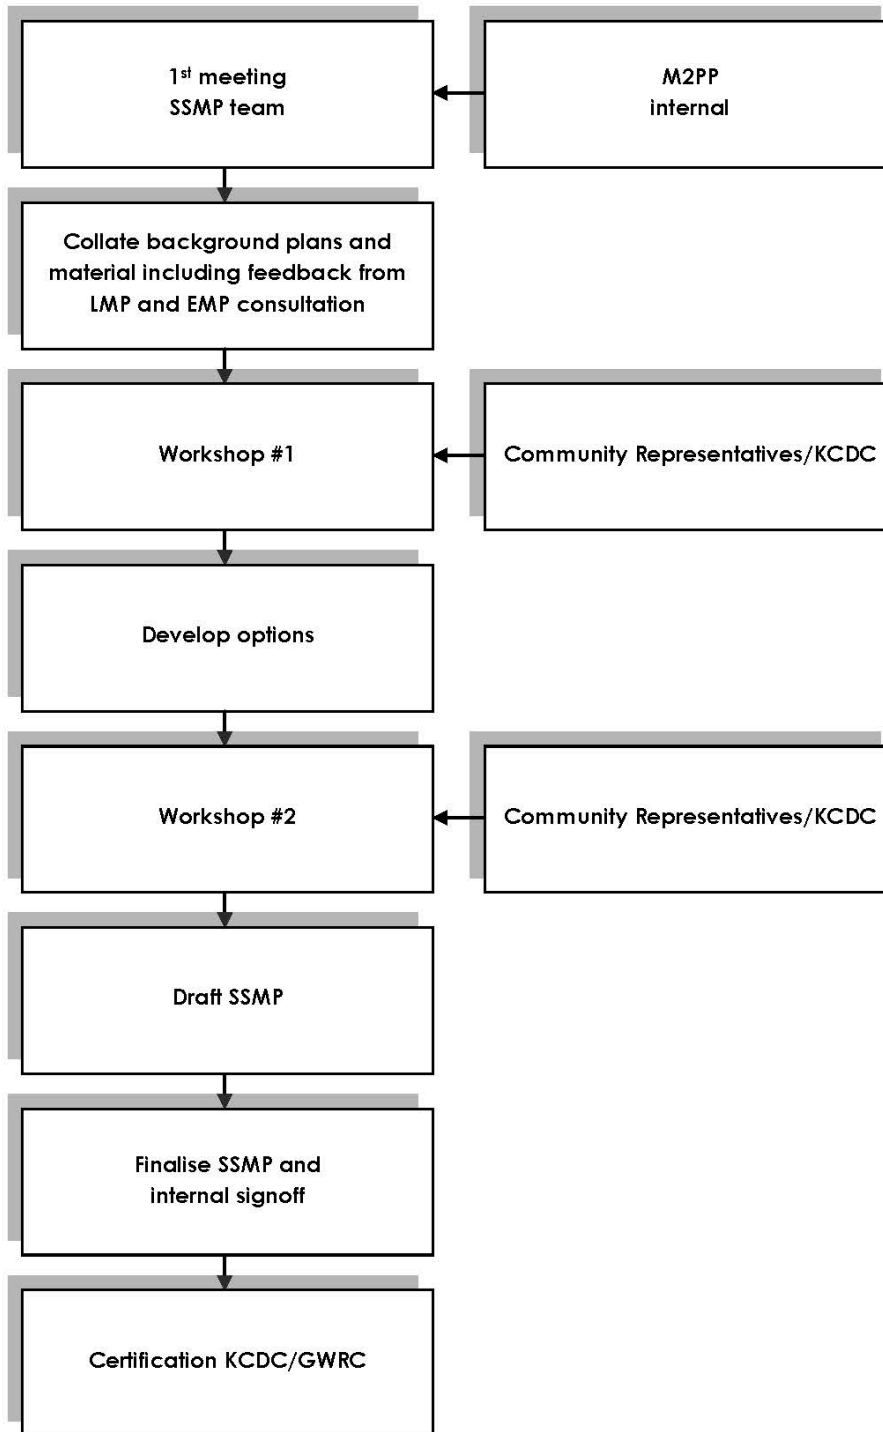 1st meeting
SSMP team
M2PP
internal
Collate background plans and
material including feedback from
LMP and EMP consultation
Workshop #1
Community Representatives/KCDC
Develop options
Workshop #2
Community Representatives/KCDC
Draft SSMP
Finalise SSMP and
internal signoff
Certification KCDC/GWRC